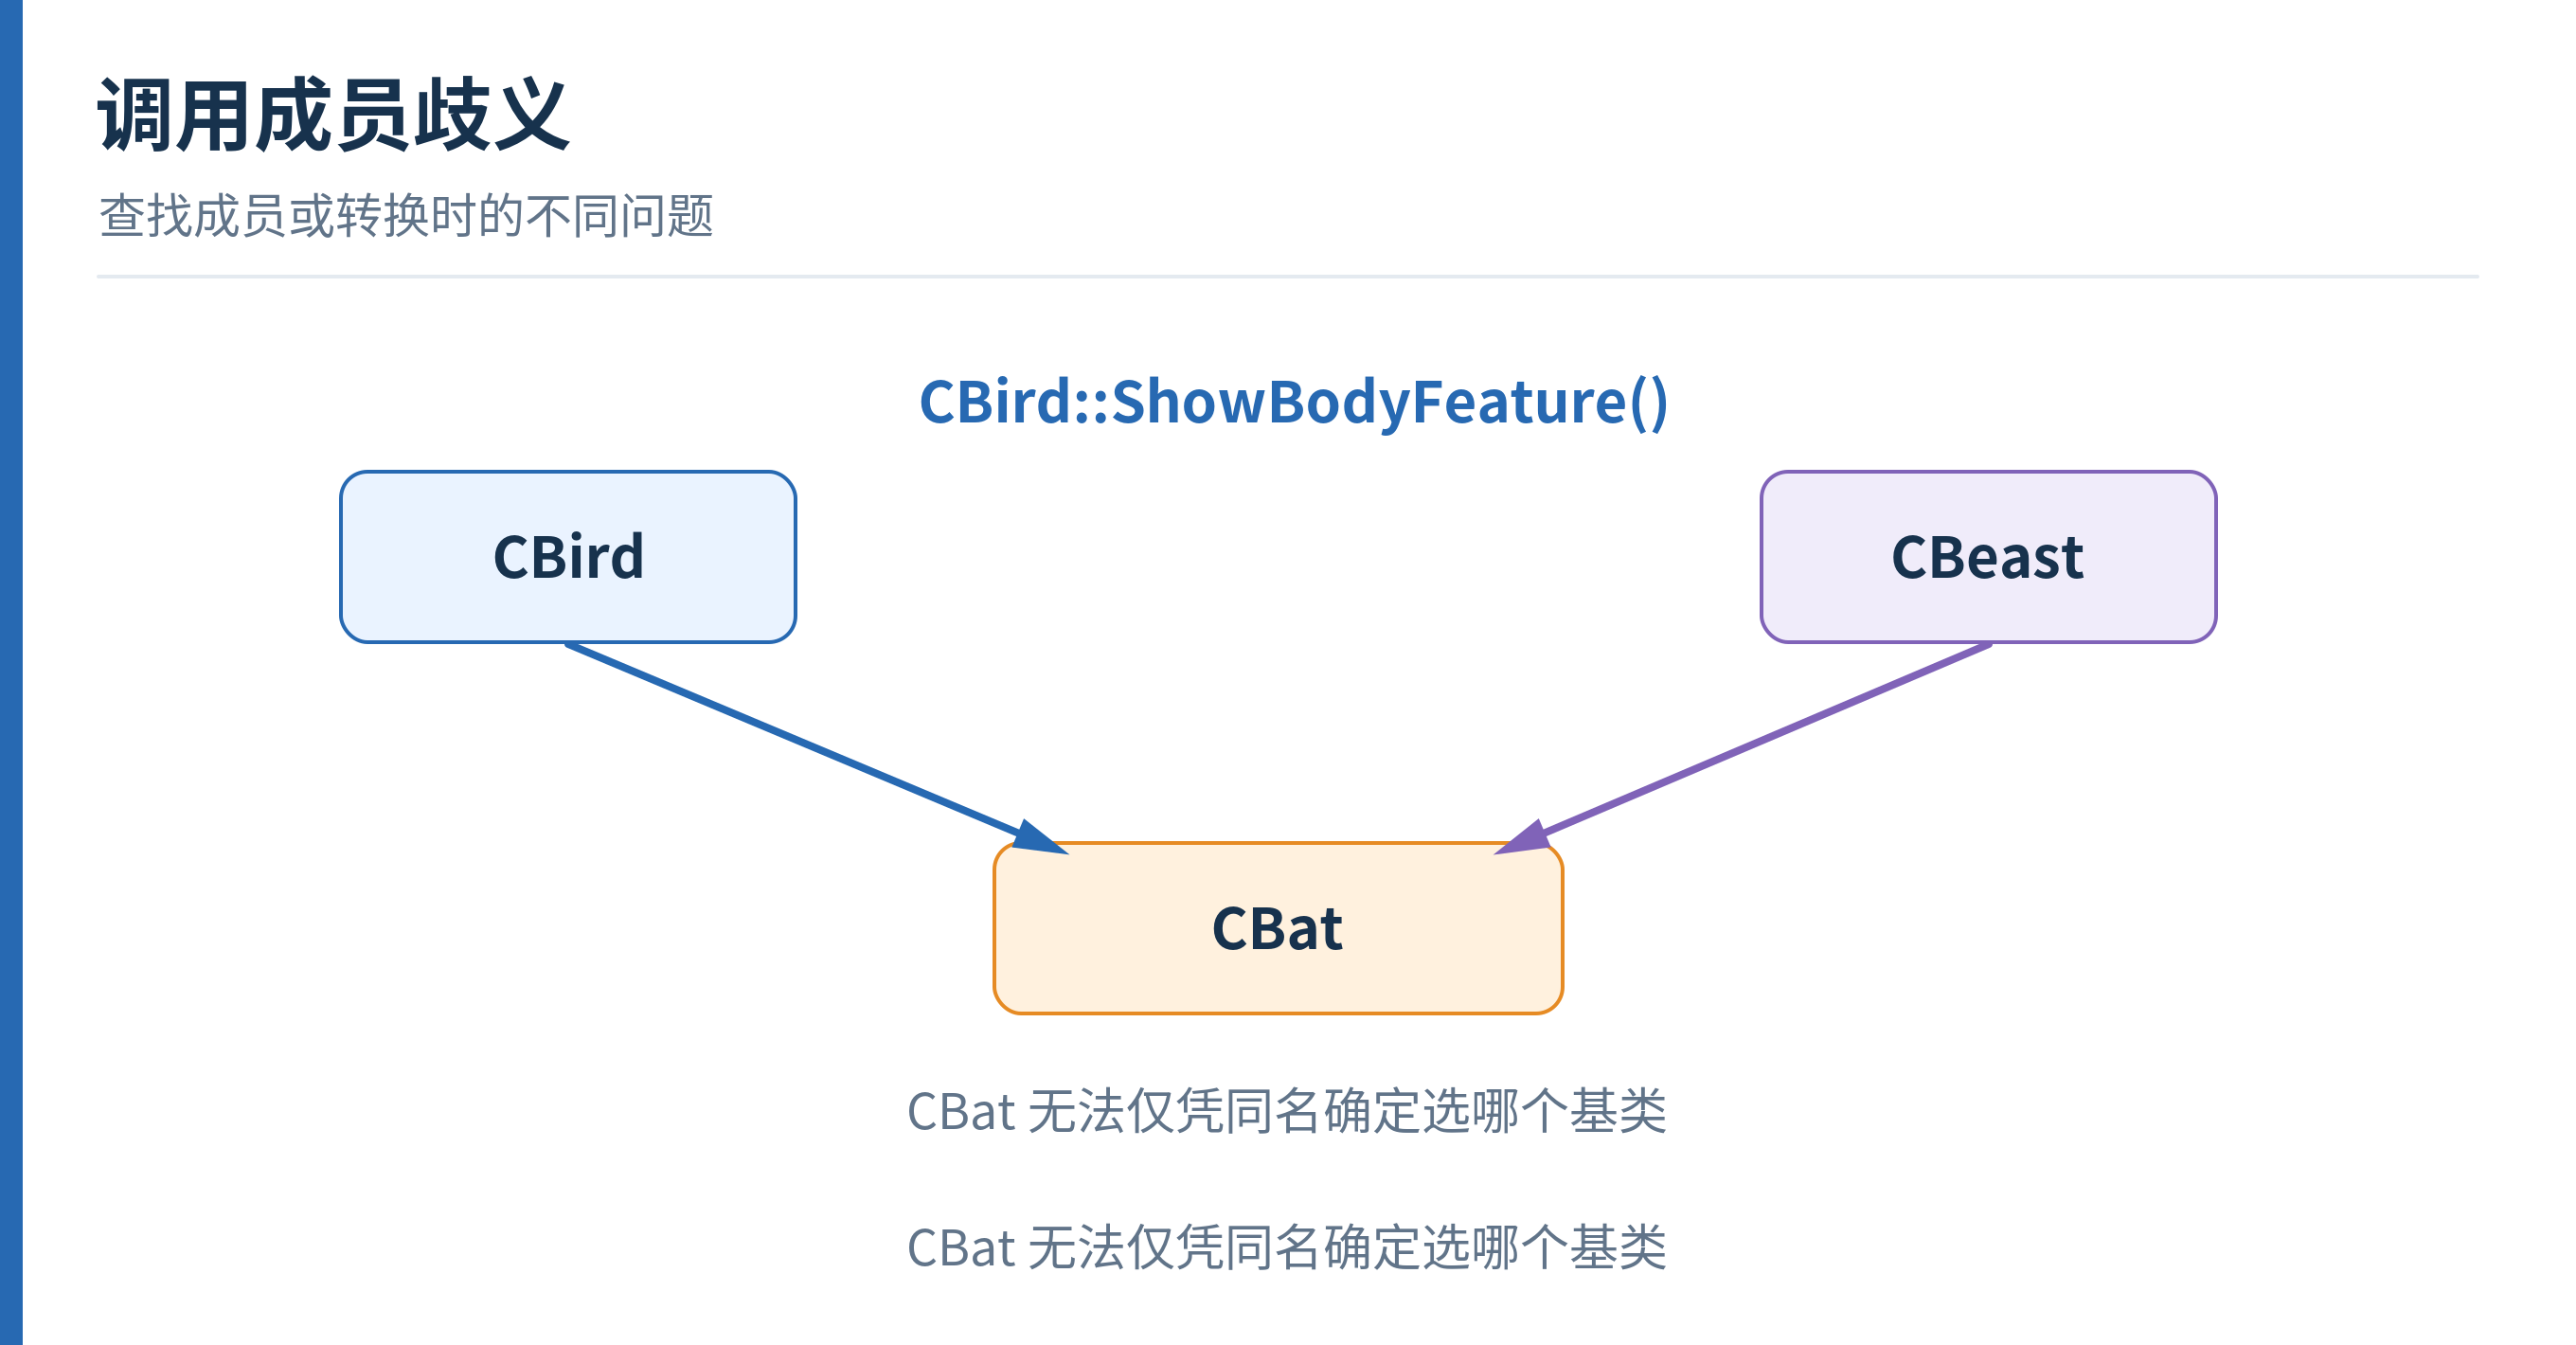 调用成员歧义
查找成员或转换时的不同问题
CBird::ShowBodyFeature()
CBird
CBeast
CBat
CBat 无法仅凭同名确定选哪个基类
CBat 无法仅凭同名确定选哪个基类